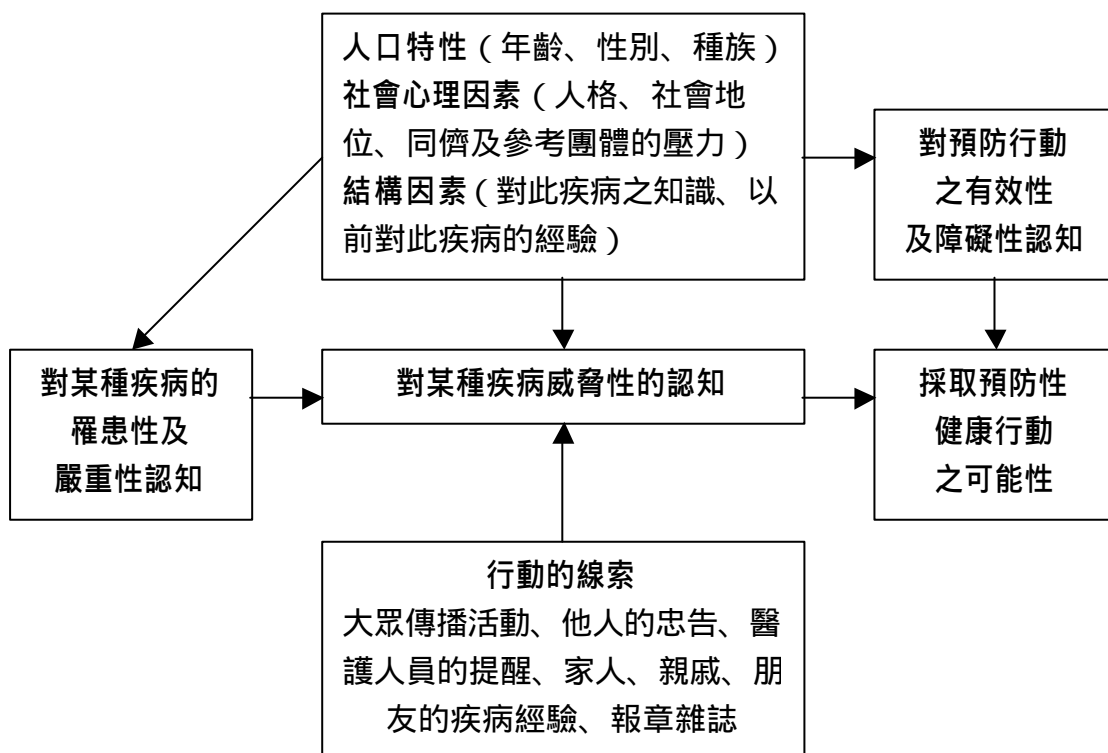 人口特性（年齡、性別、種族）
社會心理因素（人格、社會地
位、同儕及參考團體的壓力）
結構因素（對此疾病之知識、以
前對此疾病的經驗）
對預防行動
之有效性
及障礙性認知
對某種疾病的
罹患性及
嚴重性認知
對某種疾病威脅性的認知
採取預防性
健康行動
之可能性
行動的線索
大眾傳播活動、他人的忠告、醫
護人員的提醒、家人、親戚、朋
友的疾病經驗、報章雜誌